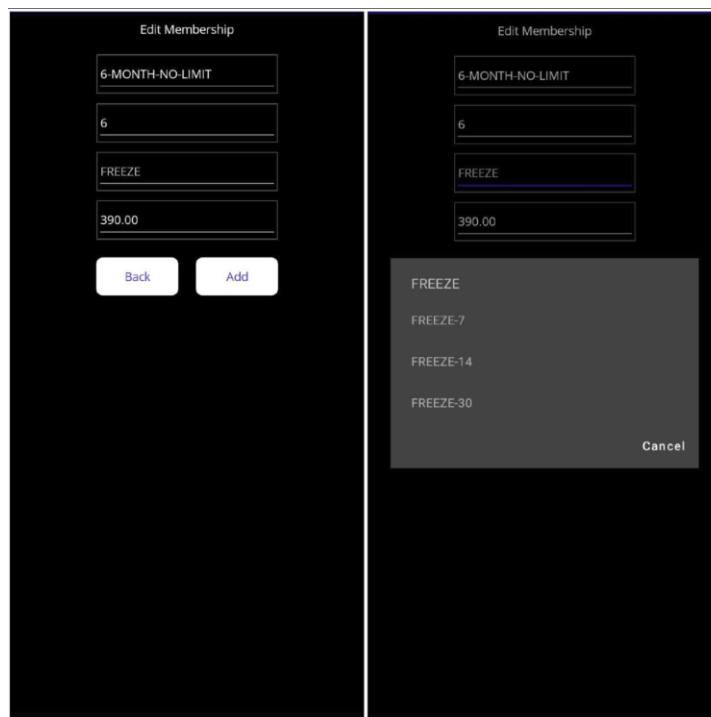 Edit Membership
6-MONTH-NO-LIMIT
6
FREEZE
390.00
Back
Add
Edit Membership
6-MONTH-NO-LIMIT
6
FREEZE
390.00
FREEZE
FREEZE-7
FREEZE-14
FREEZE-30
Cancel